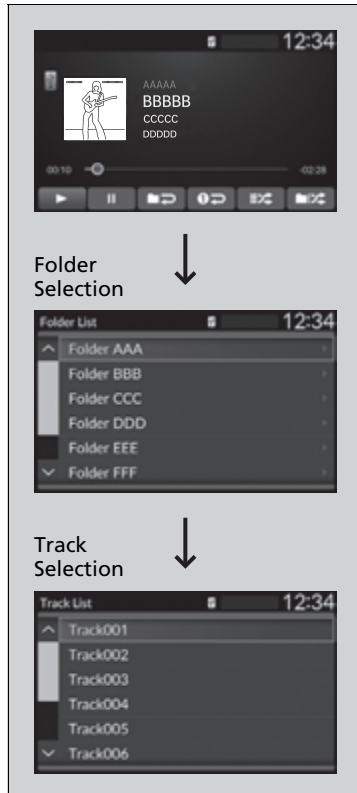 12:34
AAAAA
BBBBB
CCCCC
DDDDD
00:10 -02:28
Folder
Selection
Folder List 12:34
Folder AAA
Folder BBB
Folder CCC
Folder DDD
Folder EEE
Folder FFF
Track
Selection
Track List 12:34
Track001
Track002
Track003
Track004
Track005
Track006